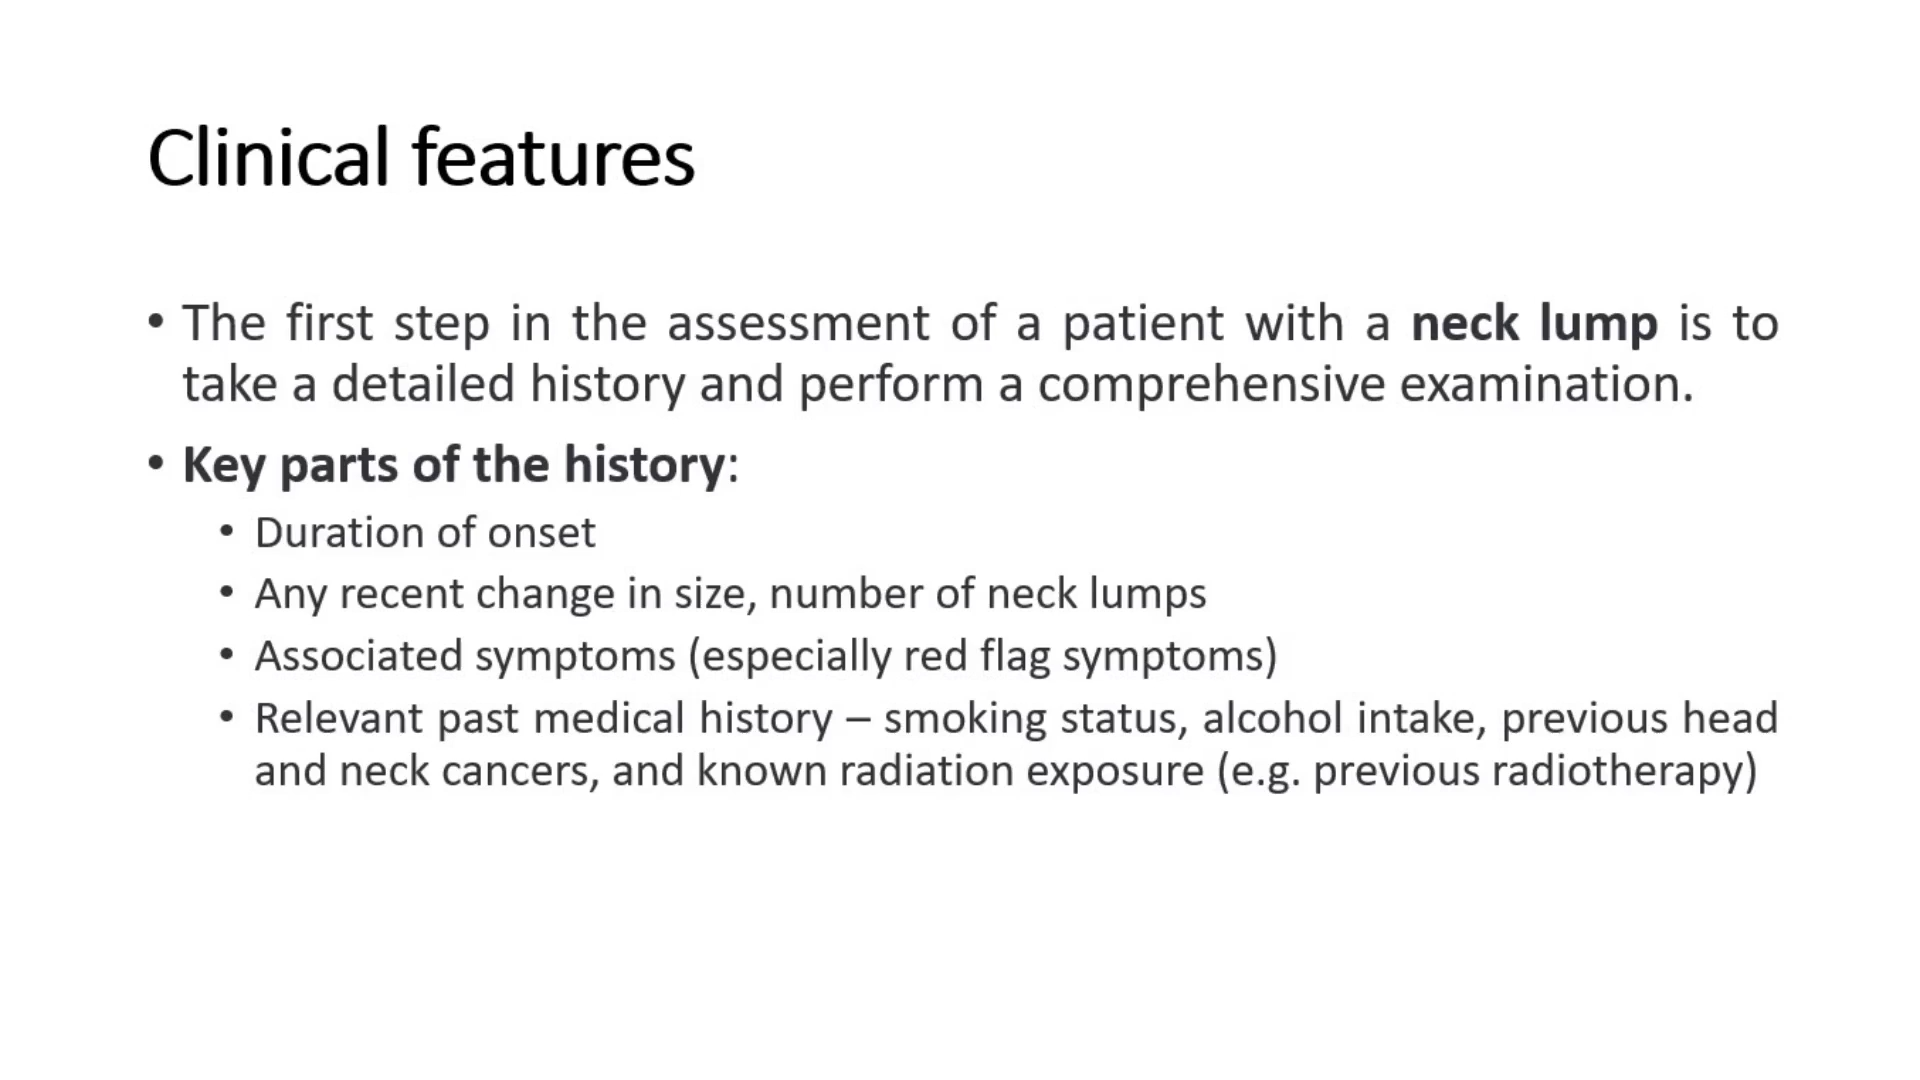 Clinical features
• The first step in the assessment of a patient with a neck lump is to
take a detailed history and perform a comprehensive examination.
• Key parts of the history:
• Duration of onset
• Any recent change in size, number of neck lumps
• Associated symptoms (especially red flag symptoms)
• Relevant past medical history – smoking status, alcohol intake, previous head
and neck cancers, and known radiation exposure (e.g. previous radiotherapy)